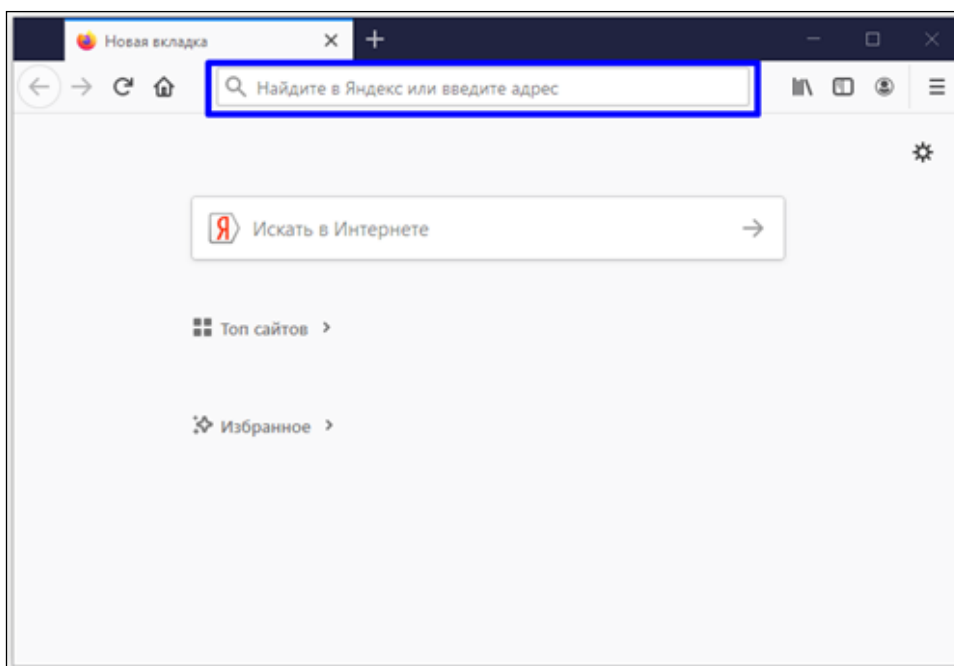 Новая вкладка
Найдите в Яндекс или введите адрес
Я
Искать в Интернете
Топ сайтов
Избранное